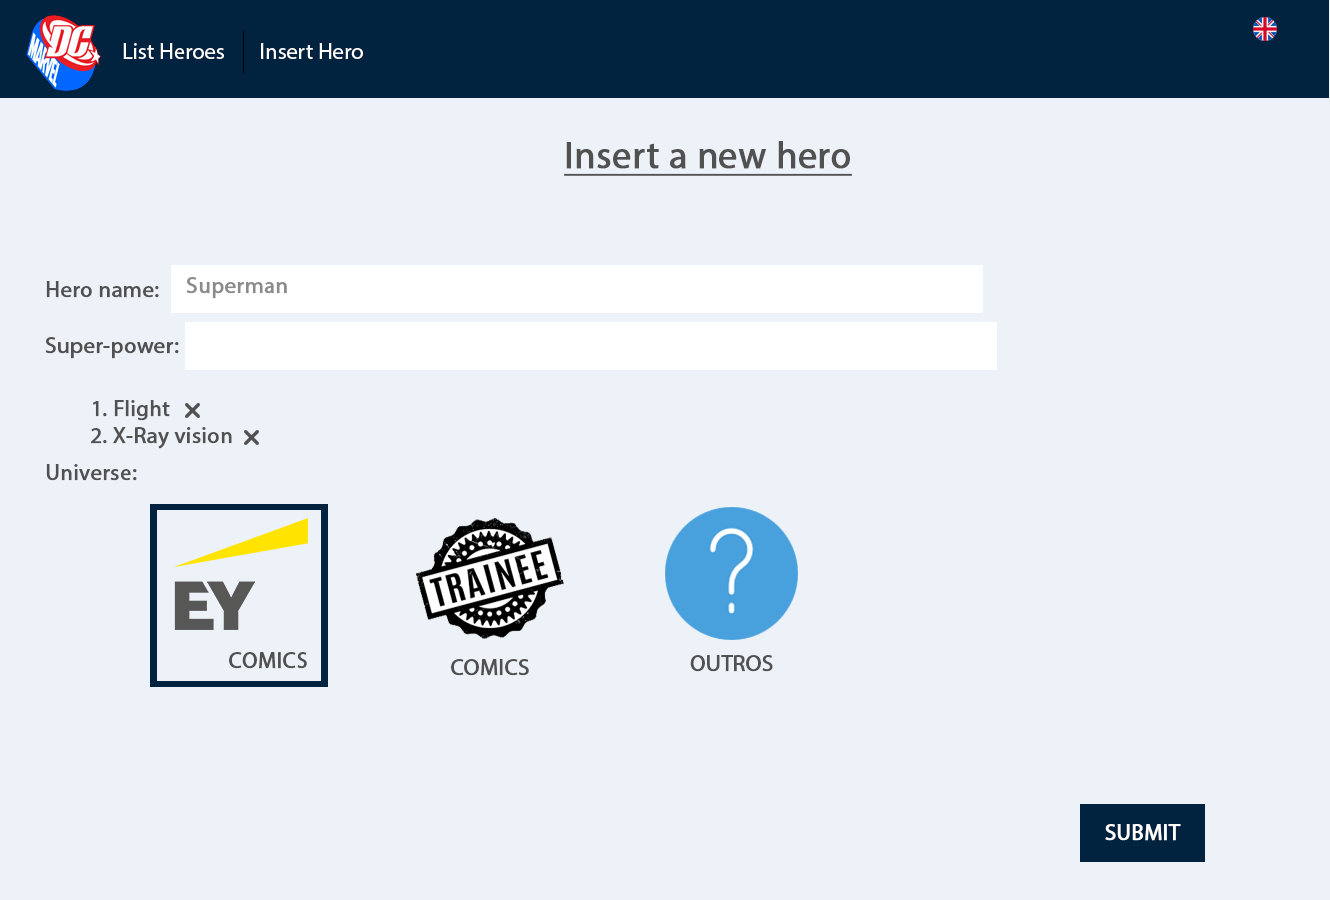 DC
MARVEL
List Heroes
Insert Hero
Insert a new hero
Hero name:
Superman
Super-power:
1. Flight
2. X-Ray vision
Universe:
EY
COMICS
TRAINEE
COMICS
?
OUTROS
SUBMIT